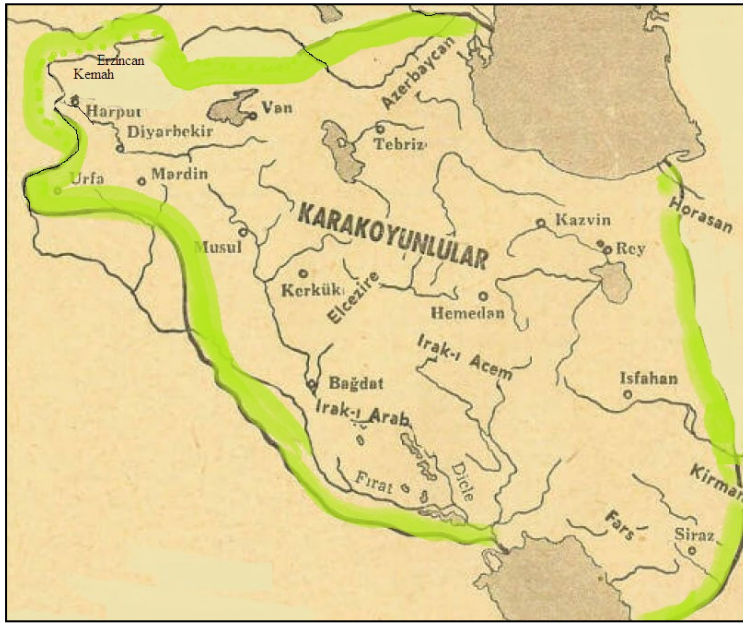 Azerbaycan
Erzincan
Kemah
Harput
Van
Diyarbekir
Tebriz
Mardin
Urfa
Horasan
Kazvin
KARAKOYUNLULAR
Musul
Rey
Kerkük
Elcezire
Hemedan
Irak-ı Acem
Isfahan
Bağdat
Irak-ı Arab
Kirman
Fırat
Dicle
Fars
Siraz